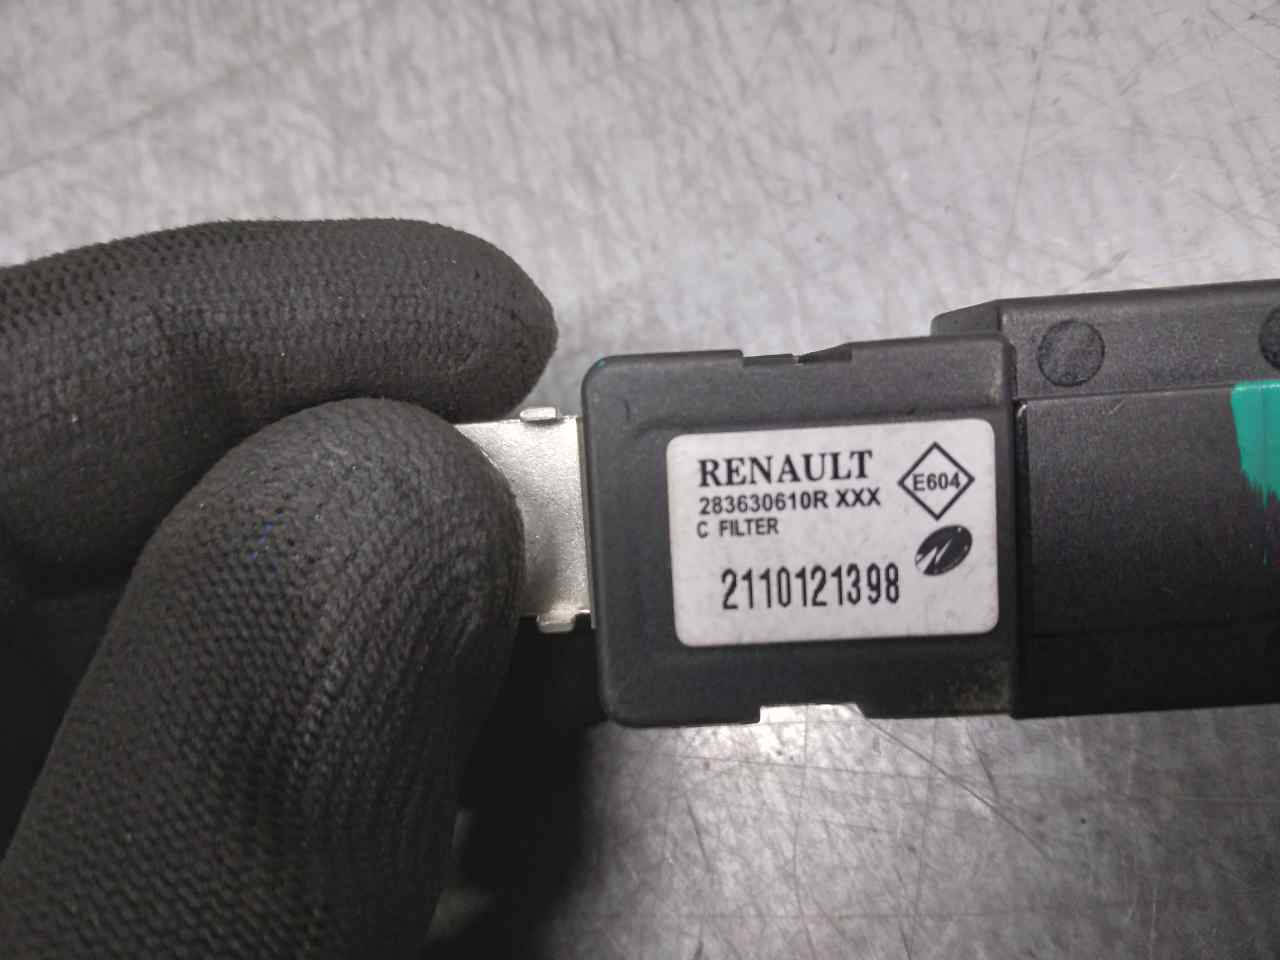 RENAULT
283630610R XXX
E604
C FILTER
2110121398